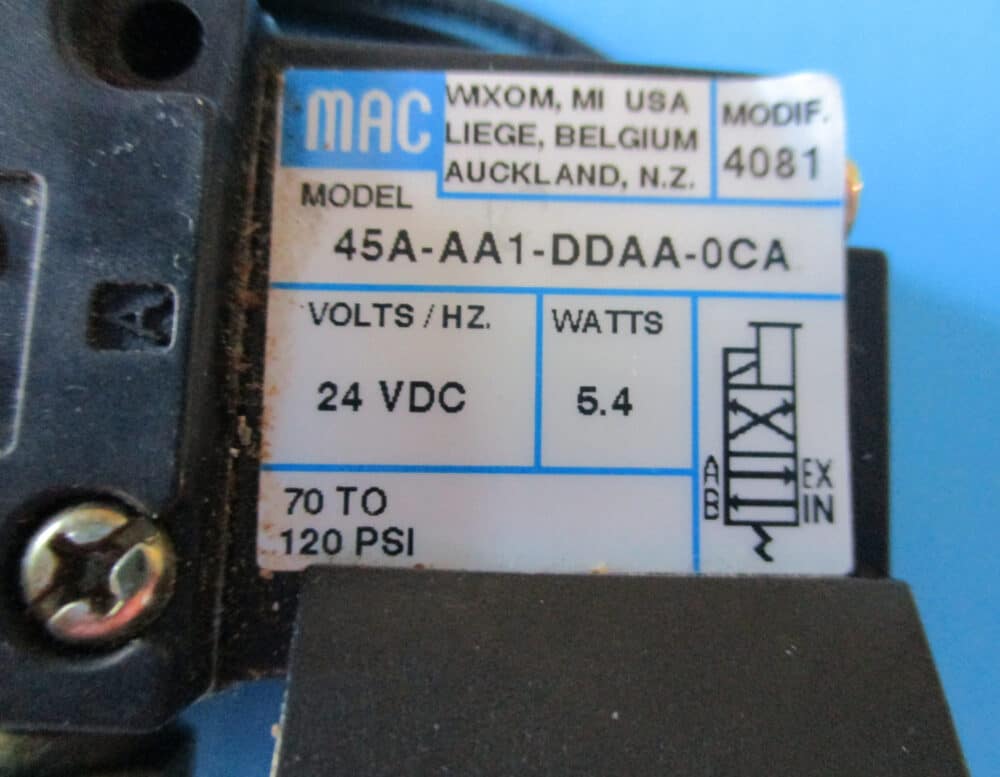 MAC
WIXOM, MI USA
LIEGE, BELGIUM
AUCKLAND, N.Z.
MODIF.
4081
MODEL
45A-AA1-DDAA-0CA
VOLTS / HZ.
24 VDC
WATTS
5.4
70 TO
120 PSI
A EX
B IN
A